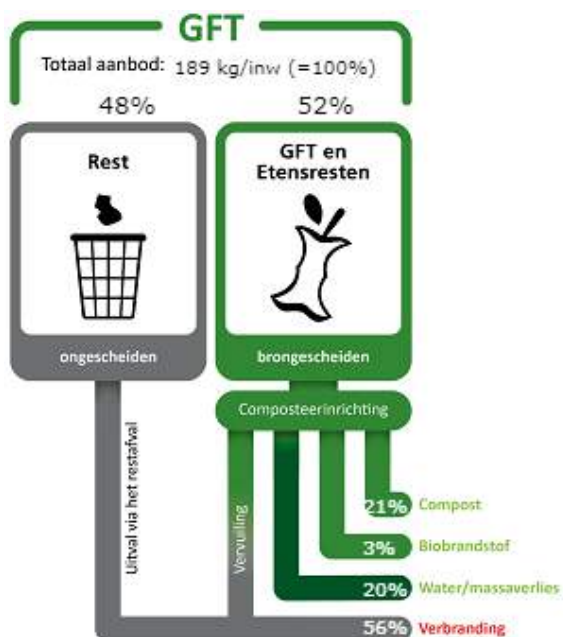 GFT
Totaal aanbod: 189 kg/inw (=100%)
48% 52%
Rest
GFT en
Etensresten
ongescheiden
brongescheiden
Composteerinrichting
Uitval via het restafval
Vervuiling
21% Compost
3% Biobrandstof
20% Water/massaverlies
56% Verbranding